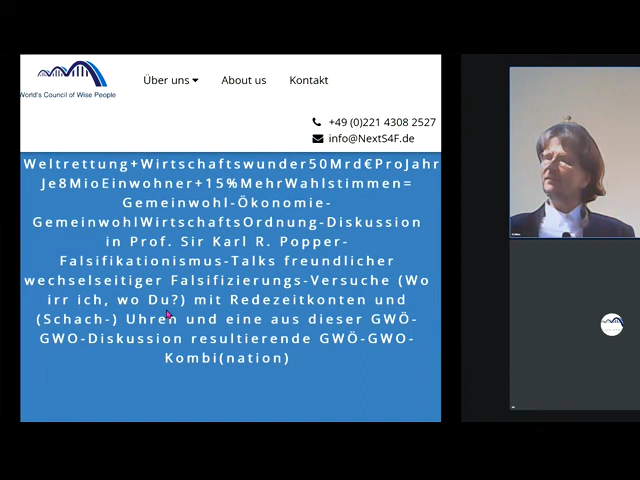 World's Council of Wise People
Über uns
About us
Kontakt
+49 (0)221 4308 2527
info@NextS4F.de
Weltrettung+Wirtschaftswunder50Mrd€ProJahr
Je8MioEinwohner+15%MehrWahlstimmen=
Gemeinwohl-Ökonomie-
GemeinwohlWirtschaftsOrdnung-Diskussion
in Prof. Sir Karl R. Popper-
Falsifikationismus-Talks freundlicher
wechselseitiger Falsifizierungs-Versuche (Wo
irr ich, wo Du?) mit Redezeitkonten und
(Schach-) Uhren und eine aus dieser GWÖ-
GWO-Diskussion resultierende GWÖ-GWO-
Kombi(nation)